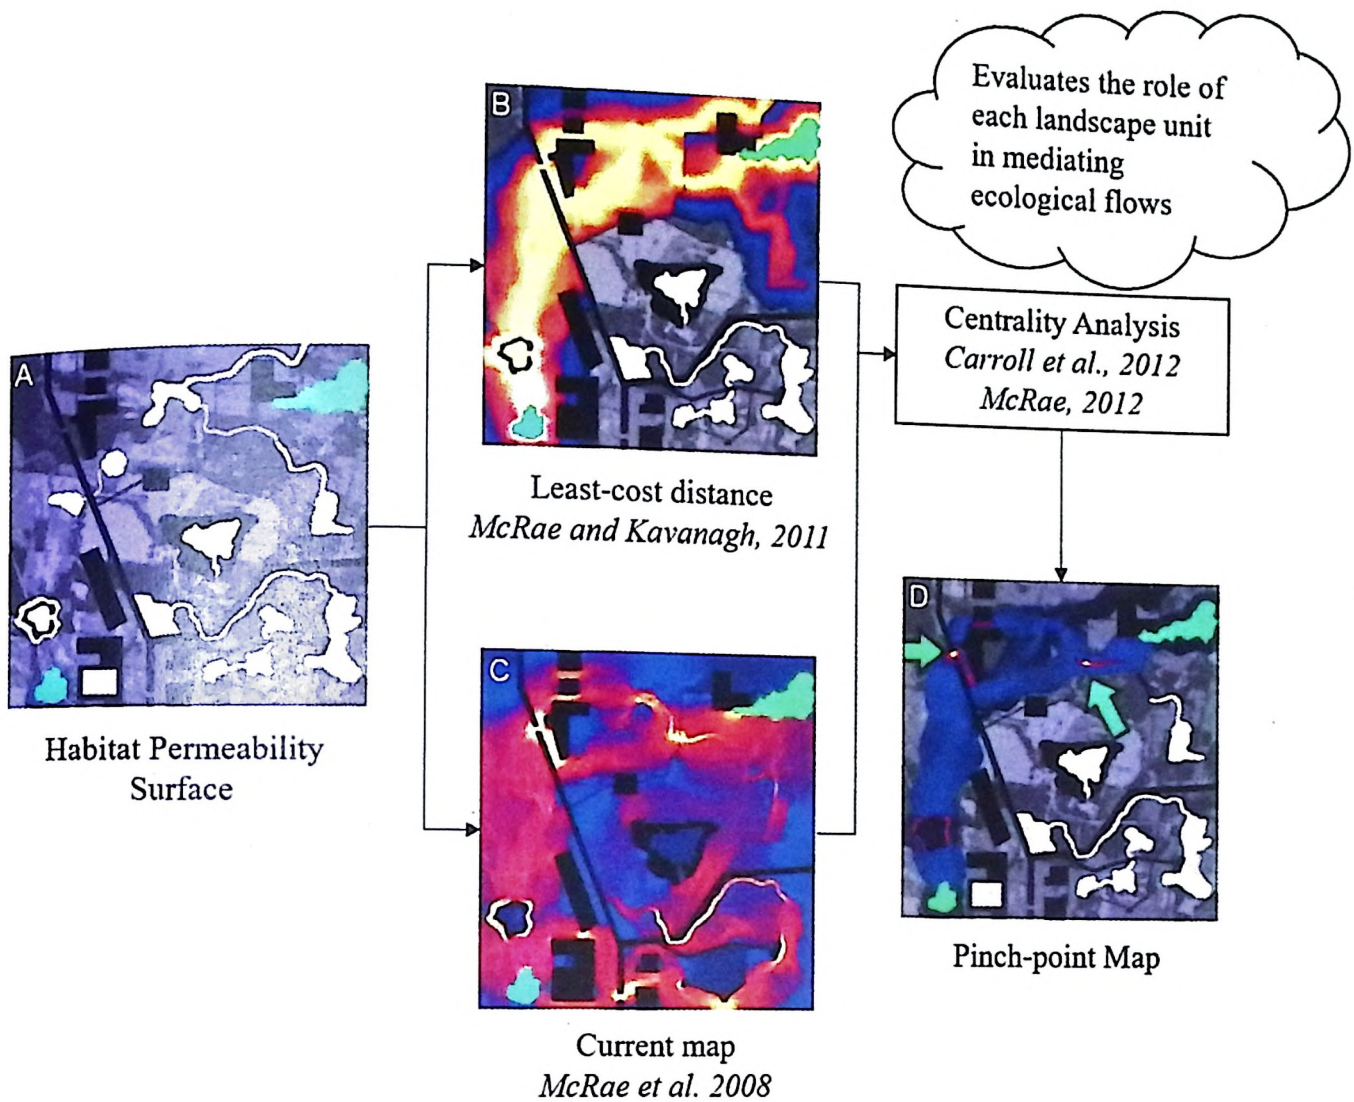 A
Habitat Permeability
Surface
B
Least-cost distance
McRae and Kavanagh, 2011
C
Current map
McRae et al. 2008
Evaluates the role of
each landscape unit
in mediating
ecological flows
Centrality Analysis
Carroll et al., 2012
McRae, 2012
D
Pinch-point Map